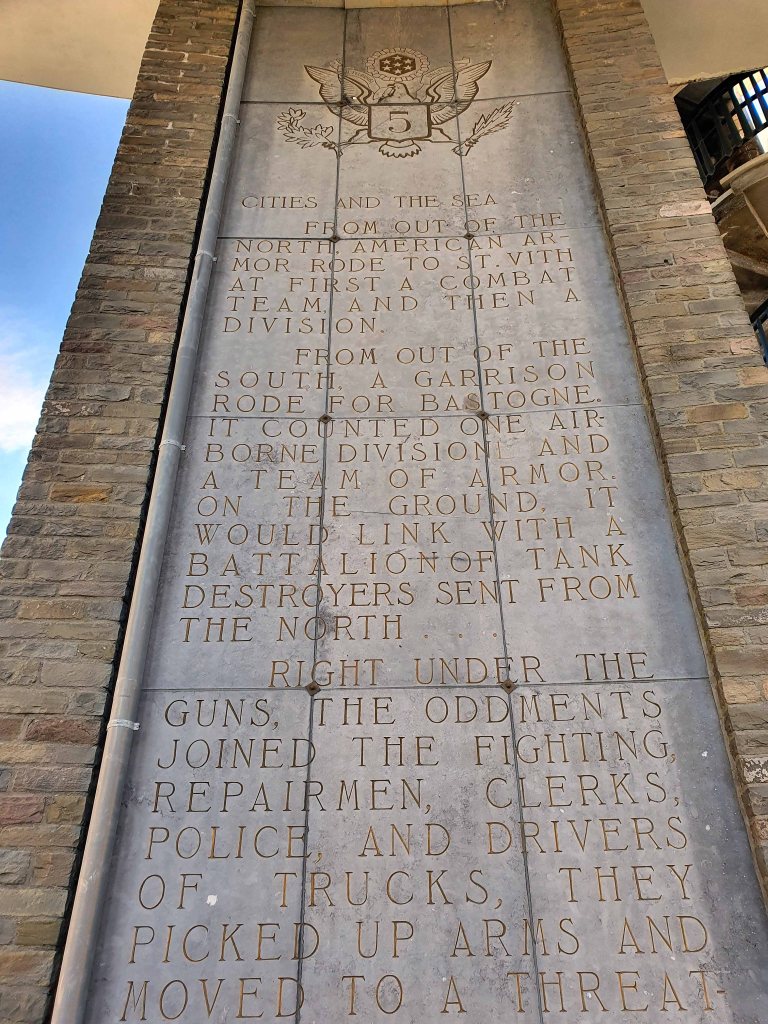 5
CITIES AND THE SEA
FROM OUT OF THE
NORTH, AMERICAN AR-
MOR RODE TO ST. VITH
AT FIRST A COMBAT
TEAM AND THEN A
DIVISION.
FROM OUT OF THE
SOUTH, A GARRISON
RODE FOR BASTOGNE.
IT COUNTED ONE AIR-
BORNE DIVISION AND
A TEAM OF ARMOR.
ON THE GROUND, IT
WOULD LINK WITH A
BATTALION OF TANK
DESTROYERS SENT FROM
THE NORTH . . .
RIGHT UNDER THE
GUNS, THE ODDMENTS
JOINED THE FIGHTING,
REPAIRMEN, CLERKS,
POLICE, AND DRIVERS
OF TRUCKS, THEY
PICKED UP ARMS AND
MOVED TO A THREAT-